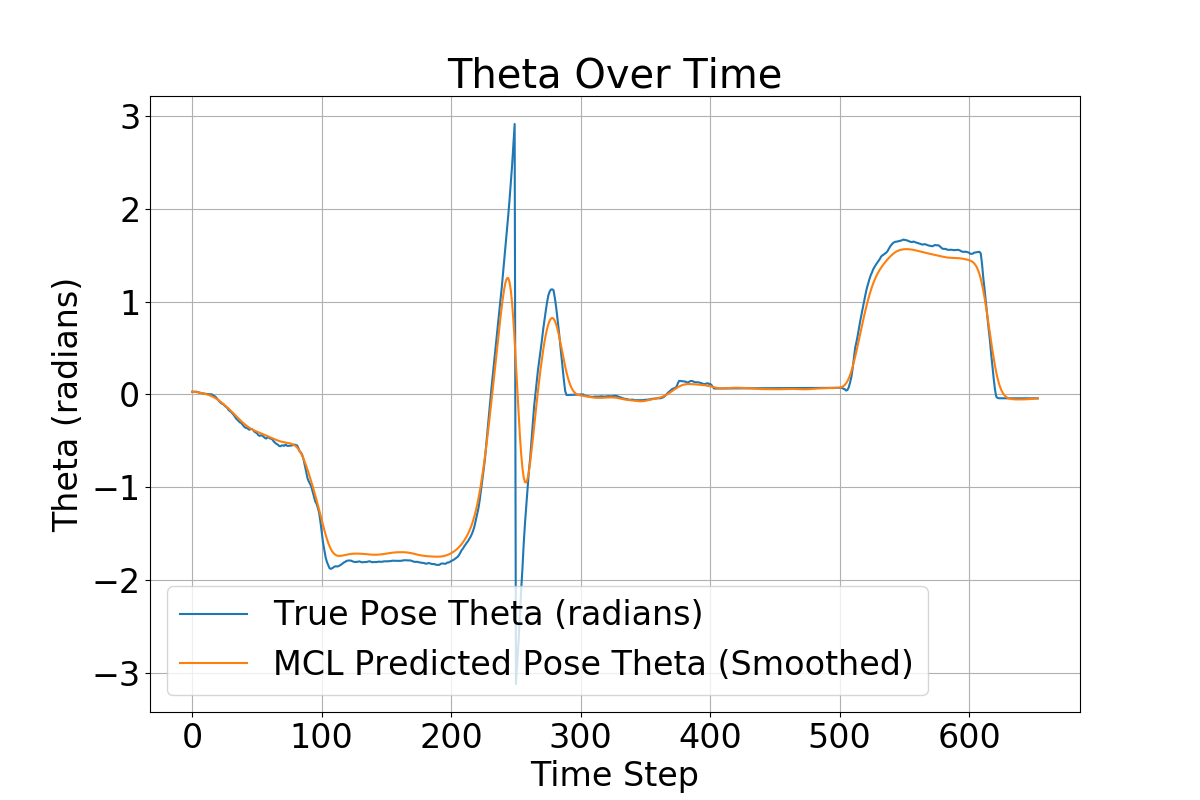 Theta Over Time
Theta (radians)
3
2
1
0
−1
−2
−3
True Pose Theta (radians)
MCL Predicted Pose Theta (Smoothed)
0 100 200 300 400 500 600
Time Step